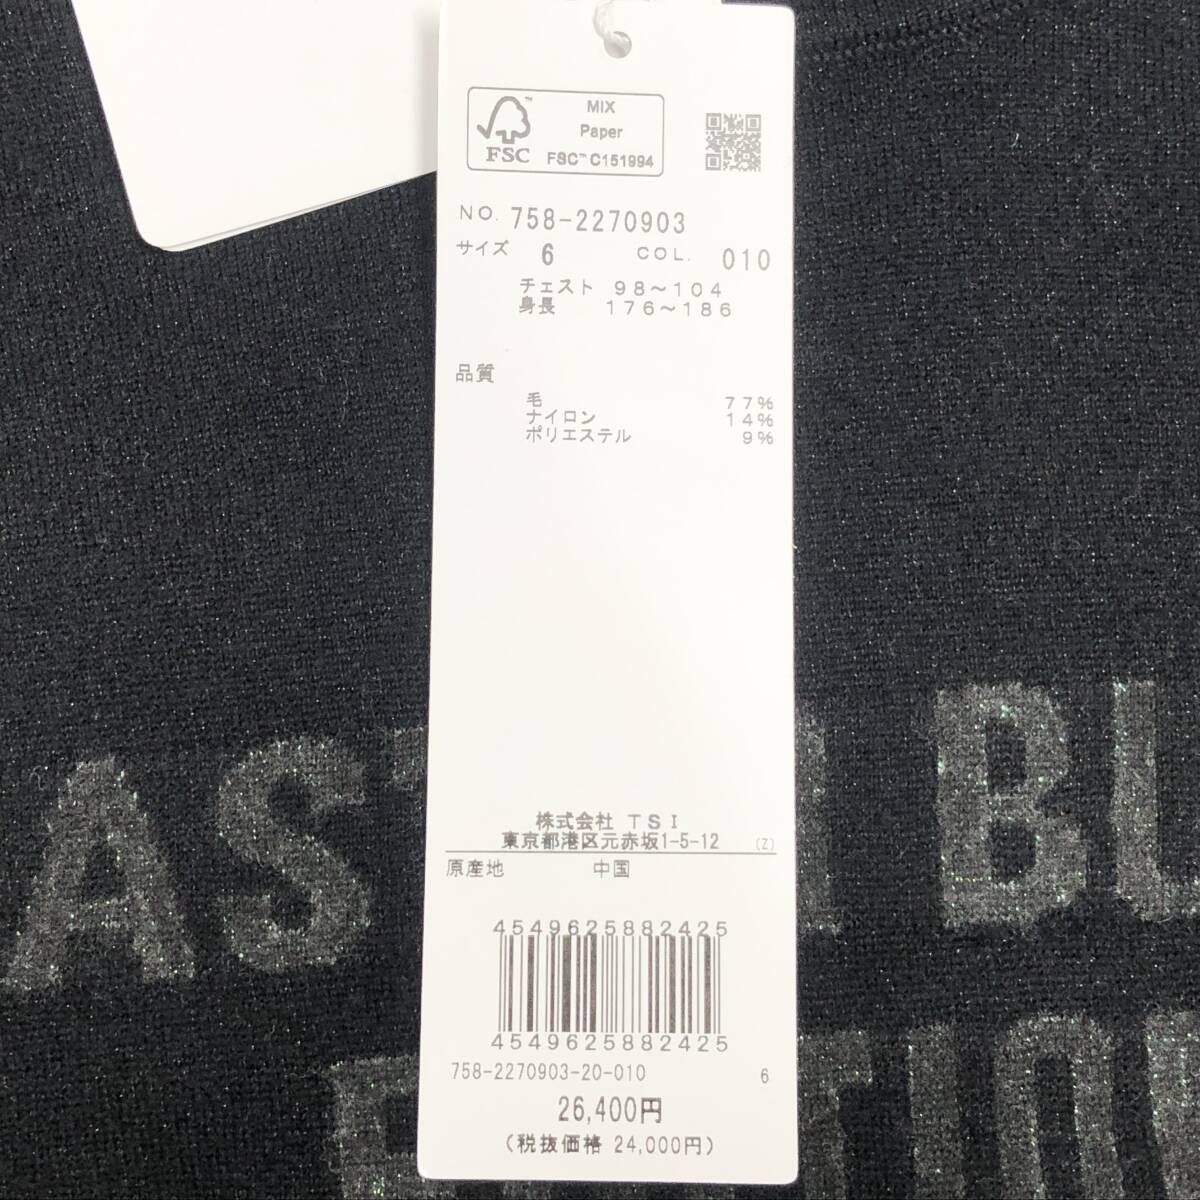 MIX
Paper
FSC™ C151994
FSC™
NO. 758-2270903
サイズ 6 COL. 010
チェスト 98～104
身長 176～186
品質
毛 77%
ナイロン 14%
ポリエステル 9%
株式会社 TSI
東京都港区元赤坂1-5-12 (Z)
原産地 中国
4549625882425
4549625882425
758-2270903-20-010 6
26,400円
(税抜価格 24,000円)